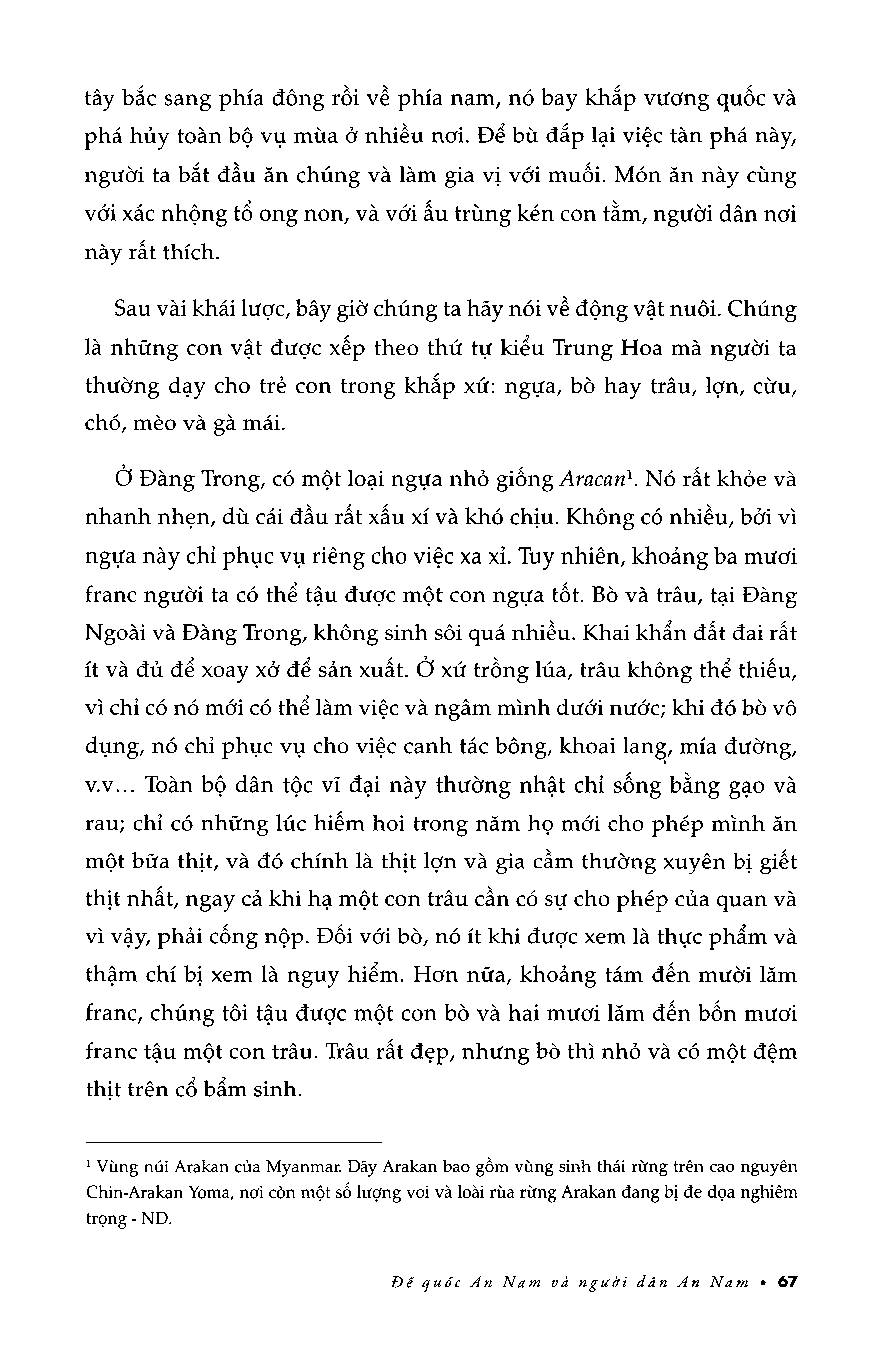 tây bắc sang phía đông rồi về phía nam, nó bay khắp vương quốc và
phá hủy toàn bộ vụ mùa ở nhiều nơi. Để bù đắp lại việc tàn phá này,
người ta bắt đầu ăn chúng và làm gia vị với muối. Món ăn này cùng
với xác nhộng tổ ong non, và với ấu trùng kén con tằm, người dân nơi
này rất thích.
Sau vài khái lược, bây giờ chúng ta hãy nói về động vật nuôi. Chúng
là những con vật được xếp theo thứ tự kiểu Trung Hoa mà người ta
thường dạy cho trẻ con trong khắp xứ: ngựa, bò hay trâu, lợn, cừu,
chó, mèo và gà mái.
Ở Đàng Trong, có một loại ngựa nhỏ giống Aracan¹. Nó rất khỏe và
nhanh nhẹn, dù cái đầu rất xấu xí và khó chịu. Không có nhiều, bởi vì
ngựa này chỉ phục vụ riêng cho việc xa xỉ. Tuy nhiên, khoảng ba mươi
franc người ta có thể tậu được một con ngựa tốt. Bò và trâu, tại Đàng
Ngoài và Đàng Trong, không sinh sôi quá nhiều. Khai khẩn đất đai rất
ít và đủ để xoay xở để sản xuất. Ở xứ trồng lúa, trâu không thể thiếu,
vì chỉ có nó mới có thể làm việc và ngâm mình dưới nước; khi đó bò vô
dụng, nó chỉ phục vụ cho việc canh tác bông, khoai lang, mía đường,
v.v… Toàn bộ dân tộc vĩ đại này thường nhật chỉ sống bằng gạo và
rau; chỉ có những lúc hiếm hoi trong năm họ mới cho phép mình ăn
một bữa thịt, và đó chính là thịt lợn và gia cầm thường xuyên bị giết
thịt nhất, ngay cả khi hạ một con trâu cần có sự cho phép của quan và
vì vậy, phải cống nộp. Đối với bò, nó ít khi được xem là thực phẩm và
thậm chí bị xem là nguy hiểm. Hơn nữa, khoảng tám đến mười lăm
franc, chúng tôi tậu được một con bò và hai mươi lăm đến bốn mươi
franc tậu một con trâu. Trâu rất đẹp, nhưng bò thì nhỏ và có một đệm
thịt trên cổ bẩm sinh.
¹ Vùng núi Arakan của Myanmar. Dãy Arakan bao gồm vùng sinh thái rừng trên cao nguyên
Chin-Arakan Yoma, nơi còn một số lượng voi và loài rùa rừng Arakan đang bị đe dọa nghiêm
trọng - ND.
Đế quốc An Nam và người dân An Nam • 67